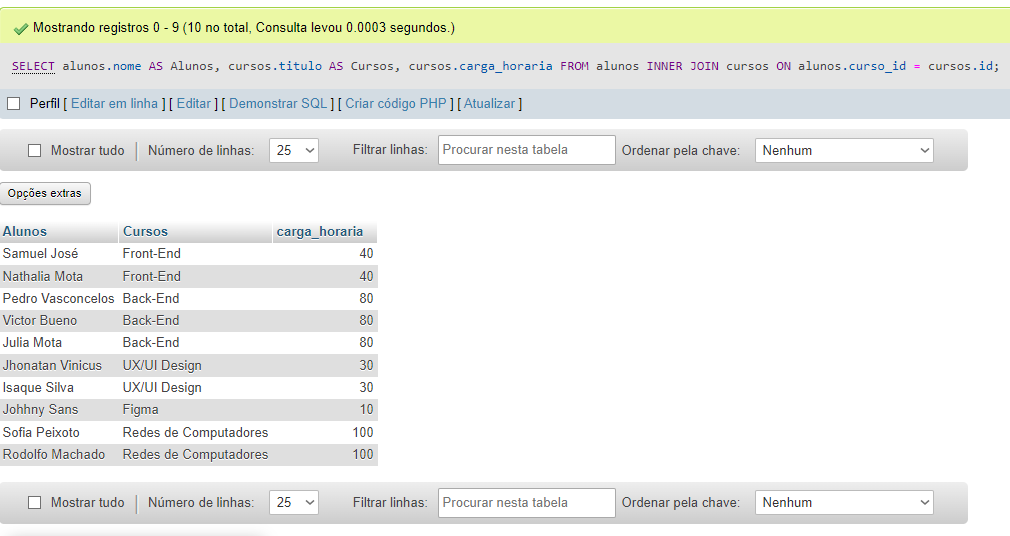 Mostrando registros 0 - 9 (10 no total, Consulta levou 0.0003 segundos.)
SELECT alunos.nome AS Alunos, cursos.titulo AS Cursos, cursos.carga_horaria FROM alunos INNER JOIN cursos ON alunos.curso_id = cursos.id;
Perfil [ Editar em linha ] [ Editar ] [ Demonstrar SQL ] [ Criar código PHP ] [ Atualizar ]
Mostrar tudo Número de linhas: 25 Filtrar linhas: Procurar nesta tabela Ordenar pela chave: Nenhum
Opções extras
Alunos Cursos carga_horaria
Samuel José Front-End 40
Nathalia Mota Front-End 40
Pedro Vasconcelos Back-End 80
Victor Bueno Back-End 80
Julia Mota Back-End 80
Jhonatan Vinicus UX/UI Design 30
Isaque Silva UX/UI Design 30
Johhny Sans Figma 10
Sofia Peixoto Redes de Computadores 100
Rodolfo Machado Redes de Computadores 100
Mostrar tudo Número de linhas: 25 Filtrar linhas: Procurar nesta tabela Ordenar pela chave: Nenhum